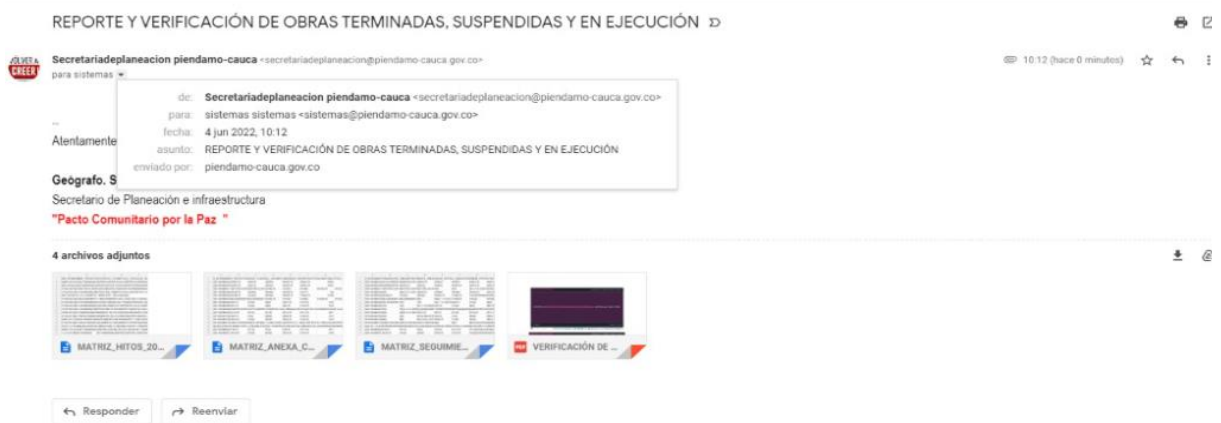 REPORTE Y VERIFICACIÓN DE OBRAS TERMINADAS, SUSPENDIDAS Y EN EJECUCIÓN
VOLVER A
CREER
Secretariadeplaneacion piendamo-cauca <secretariadeplaneacion@piendamo-cauca.gov.co>
10:12 (hace 0 minutos)
para sistemas
de: Secretariadeplaneacion piendamo-cauca <secretariadeplaneacion@piendamo-cauca.gov.co>
para: sistemas sistemas <sistemas@piendamo-cauca.gov.co>
fecha: 4 jun 2022, 10:12
asunto: REPORTE Y VERIFICACIÓN DE OBRAS TERMINADAS, SUSPENDIDAS Y EN EJECUCIÓN
enviado por: piendamo-cauca.gov.co
--
Atentamente
Geógrafo. S
Secretario de Planeación e infraestructura
"Pacto Comunitario por la Paz "
4 archivos adjuntos
MATRIZ_HITOS_20...
MATRIZ_ANEXA_C...
MATRIZ_SEGUIMIE...
PDF VERIFICACIÓN DE ...
Responder
Reenviar